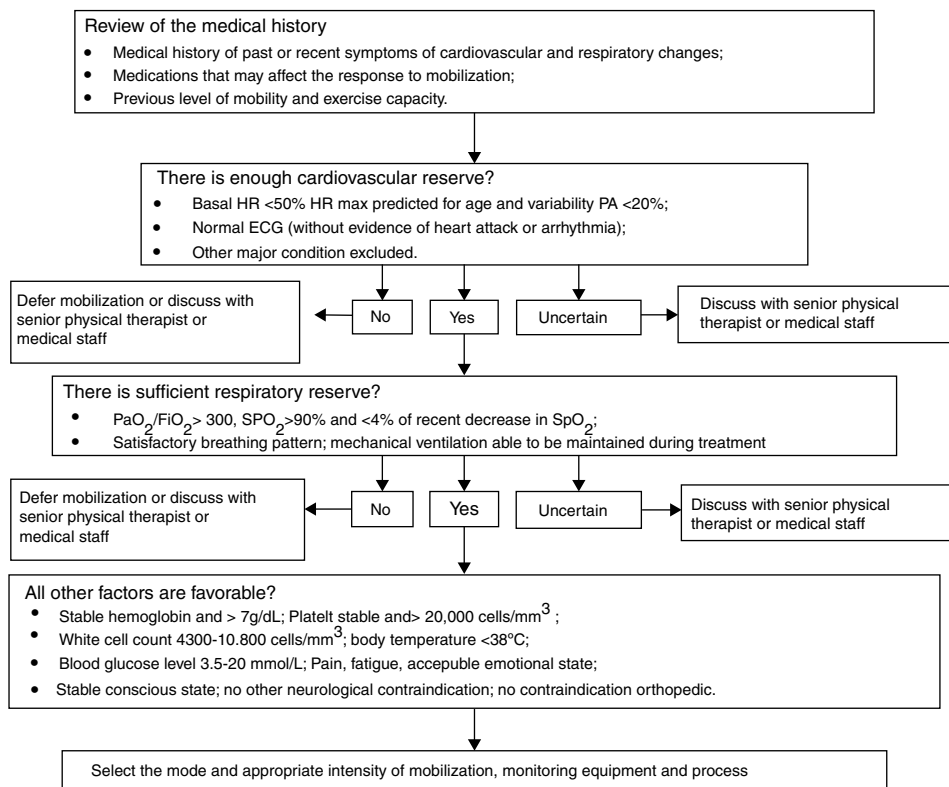 Review of the medical history
• Medical history of past or recent symptoms of cardiovascular and respiratory changes;
• Medications that may affect the response to mobilization;
• Previous level of mobility and exercise capacity.
There is enough cardiovascular reserve?
• Basal HR <50% HR max predicted for age and variability PA <20%;
• Normal ECG (without evidence of heart attack or arrhythmia);
• Other major condition excluded.
Defer mobilization or discuss with
senior physical therapist or
medical staff
No
Yes
Uncertain
Discuss with senior physical
therapist or medical staff
There is sufficient respiratory reserve?
• PaO2/FiO2> 300, SPO2>90% and <4% of recent decrease in SpO2;
• Satisfactory breathing pattern; mechanical ventilation able to be maintained during treatment
Defer mobilization or discuss with
senior physical therapist or
medical staff
No
Yes
Uncertain
Discuss with senior physical
therapist or medical staff
All other factors are favorable?
• Stable hemoglobin and > 7g/dL; Platelt stable and> 20,000 cells/mm3 ;
• White cell count 4300-10.800 cells/mm3; body temperature <38ºC;
• Blood glucose level 3.5-20 mmol/L; Pain, fatigue, accepuble emotional state;
• Stable conscious state; no other neurological contraindication; no contraindication orthopedic.
Select the mode and appropriate intensity of mobilization, monitoring equipment and process